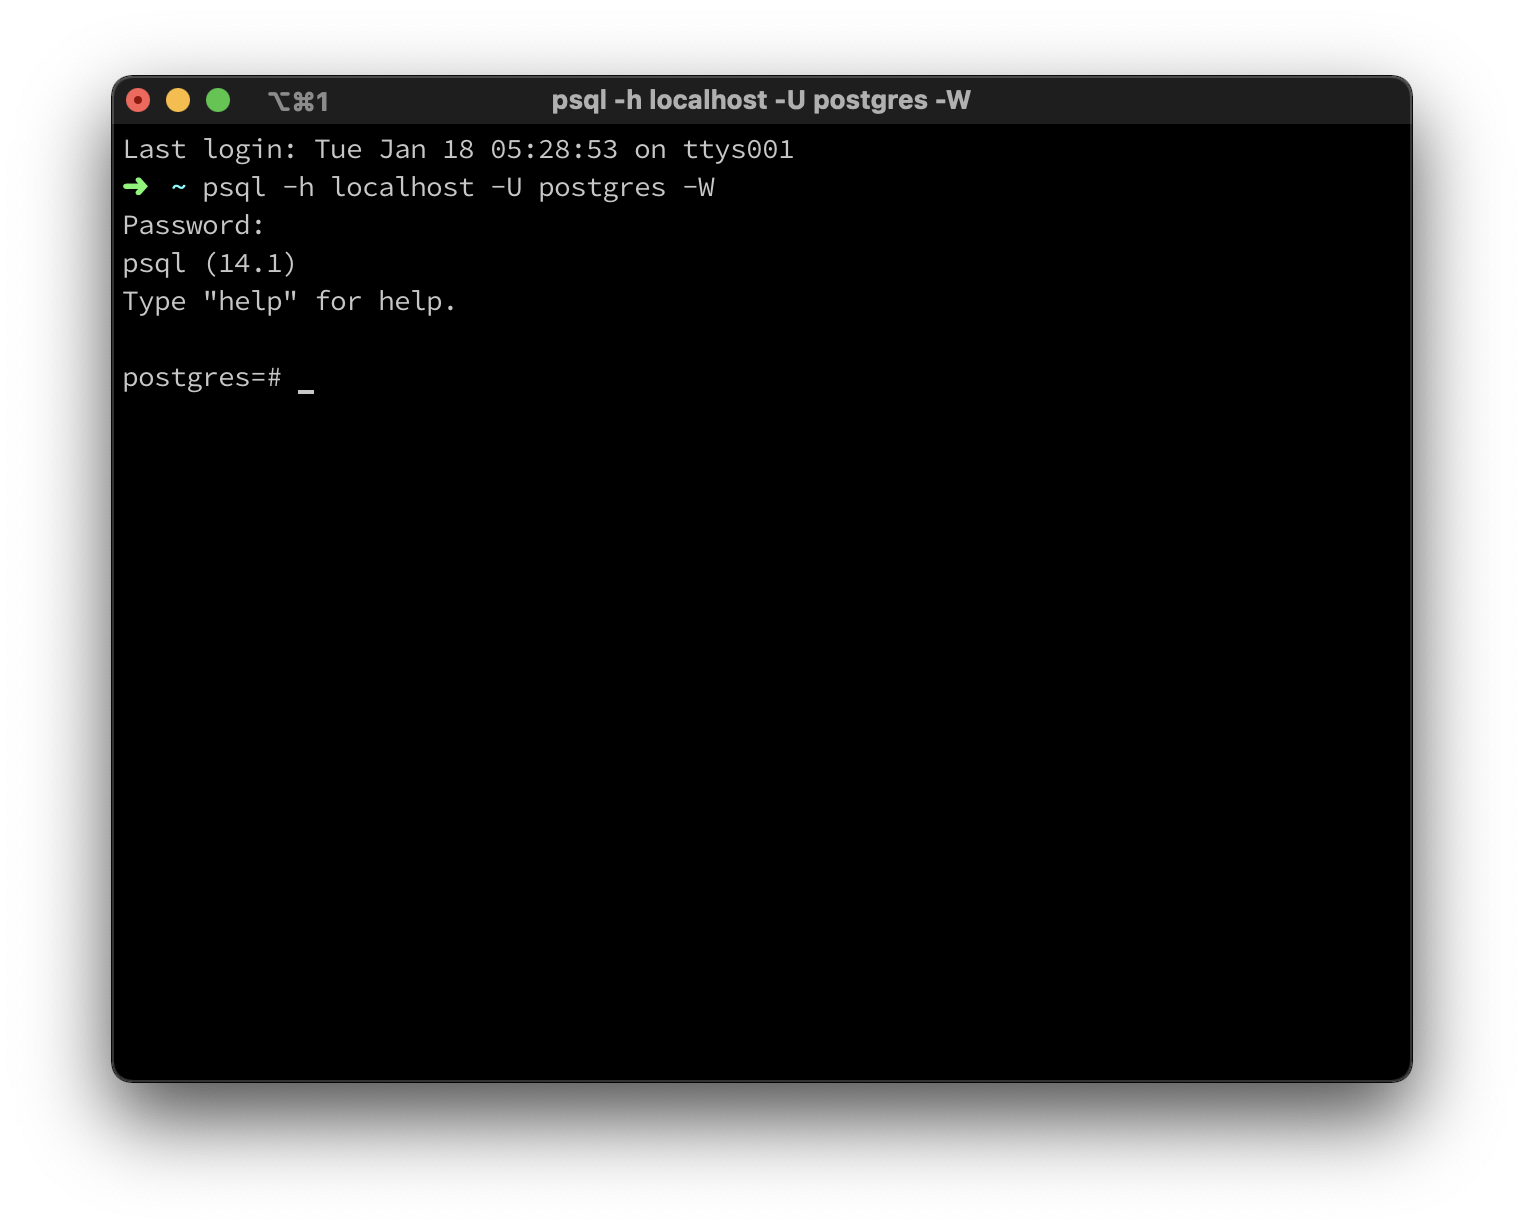 ⌥⌘1 psql -h localhost -U postgres -W
Last login: Tue Jan 18 05:28:53 on ttys001
➜ ~ psql -h localhost -U postgres -W
Password:
psql (14.1)
Type "help" for help.
postgres=# _